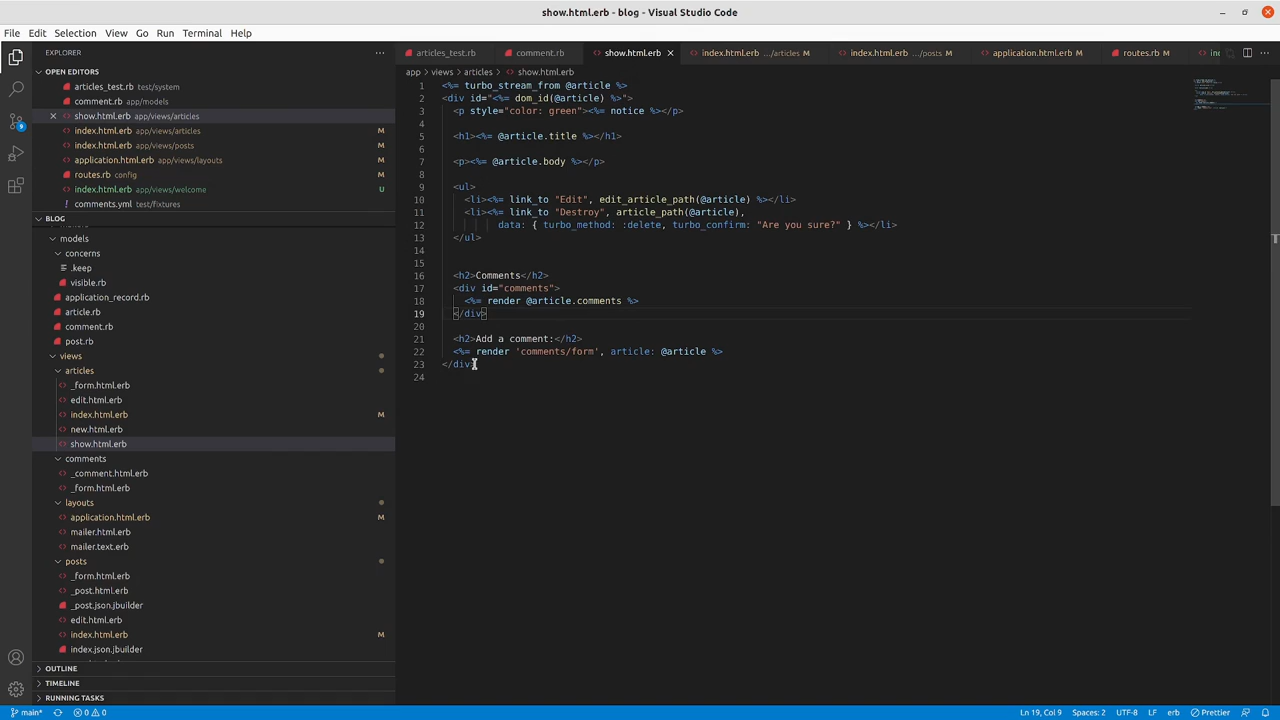 show.html.erb - blog - Visual Studio Code
File Edit Selection View Go Run Terminal Help
EXPLORER
articles_test.rb
comment.rb
show.html.erb
index.html.erb .../articles
index.html.erb .../posts
application.html.erb M
routes.rb M
OPEN EDITORS
articles_test.rb test/system
comment.rb app/models
show.html.erb app/views/articles
index.html.erb app/views/articles M
index.html.erb app/views/posts M
application.html.erb app/views/layouts M
routes.rb config M
index.html.erb app/views/welcome U
comments.yml test/fixtures
BLOG
models
concerns
.keep
visible.rb
application_record.rb
article.rb
comment.rb
post.rb
views
articles
_form.html.erb
edit.html.erb
index.html.erb M
new.html.erb
show.html.erb
comments
_comment.html.erb
_form.html.erb
layouts
application.html.erb M
mailer.html.erb
mailer.text.erb
posts
_form.html.erb
_post.html.erb
_post.json.jbuilder
edit.html.erb
index.html.erb M
index.json.jbuilder
OUTLINE
TIMELINE
RUNNING TASKS
app > views > articles > show.html.erb
1 <%= turbo_stream_from @article %>
2 <div id="<%= dom_id(@article) %>">
3 <p style="color: green"><%= notice %></p>
4
5 <h1><%= @article.title %></h1>
6
7 <p><%= @article.body %></p>
8
9 <ul>
10 <li><%= link_to "Edit", edit_article_path(@article) %></li>
11 <li><%= link_to "Destroy", article_path(@article),
12 data: { turbo_method: :delete, turbo_confirm: "Are you sure?" } %></li>
13 </ul>
14
15
16 <h2>Comments</h2>
17 <div id="comments">
18 <%= render @article.comments %>
19 </div>
20
21 <h2>Add a comment:</h2>
22 <%= render 'comments/form', article: @article %>
23 </div>
24
main* 0 0 Ln 19, Col 9 Spaces: 2 UTF-8 LF erb Prettier